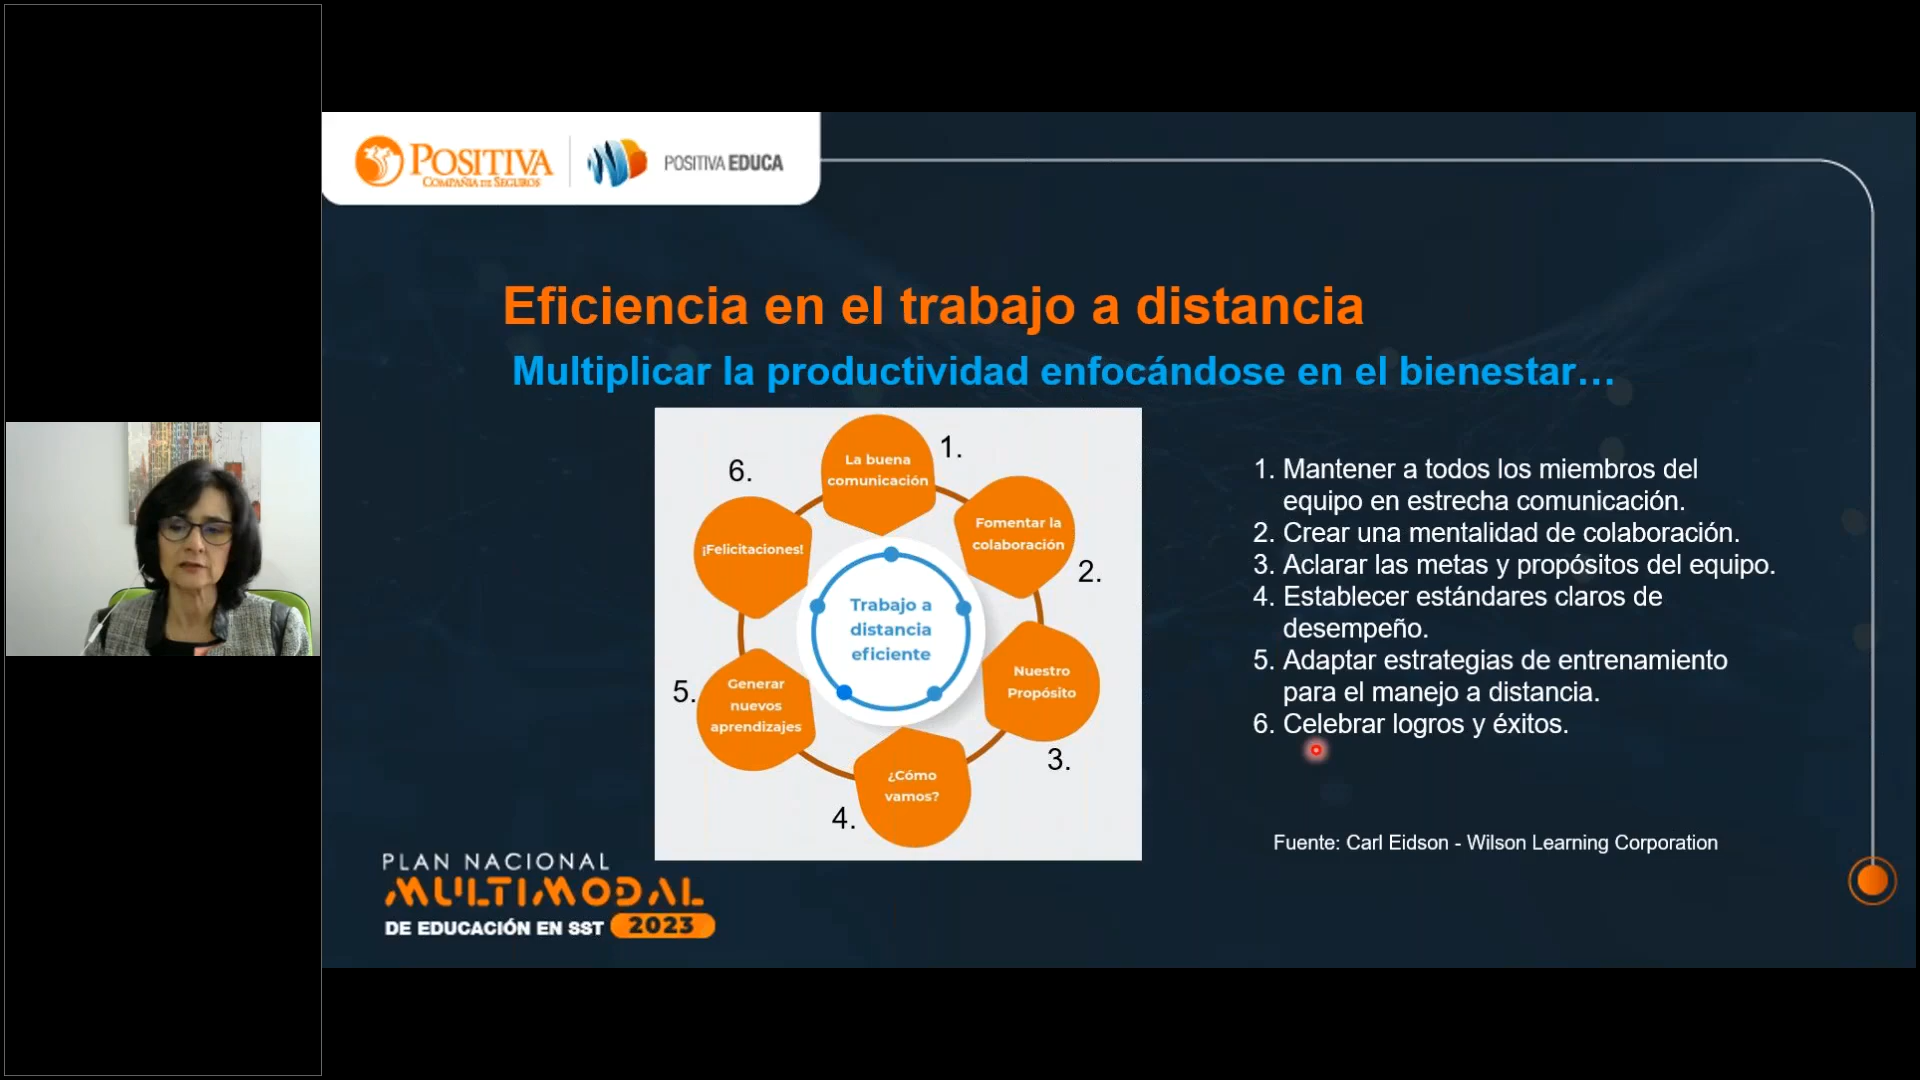 POSITIVA
COMPAÑIA DE SEGUROS
POSITIVA EDUCA
Eficiencia en el trabajo a distancia
Multiplicar la productividad enfocándose en el bienestar…
La buena
comunicación
1.
Fomentar la
colaboración
2.
Nuestro
Propósito
3.
¿Cómo
vamos?
4.
Generar
nuevos
aprendizajes
5.
¡Felicitaciones!
6.
Trabajo a
distancia
eficiente
1. Mantener a todos los miembros del
equipo en estrecha comunicación.
2. Crear una mentalidad de colaboración.
3. Aclarar las metas y propósitos del equipo.
4. Establecer estándares claros de
desempeño.
5. Adaptar estrategias de entrenamiento
para el manejo a distancia.
6. Celebrar logros y éxitos.
Fuente: Carl Eidson - Wilson Learning Corporation
PLAN NACIONAL
MULTIMODAL
DE EDUCACIÓN EN SST 2023